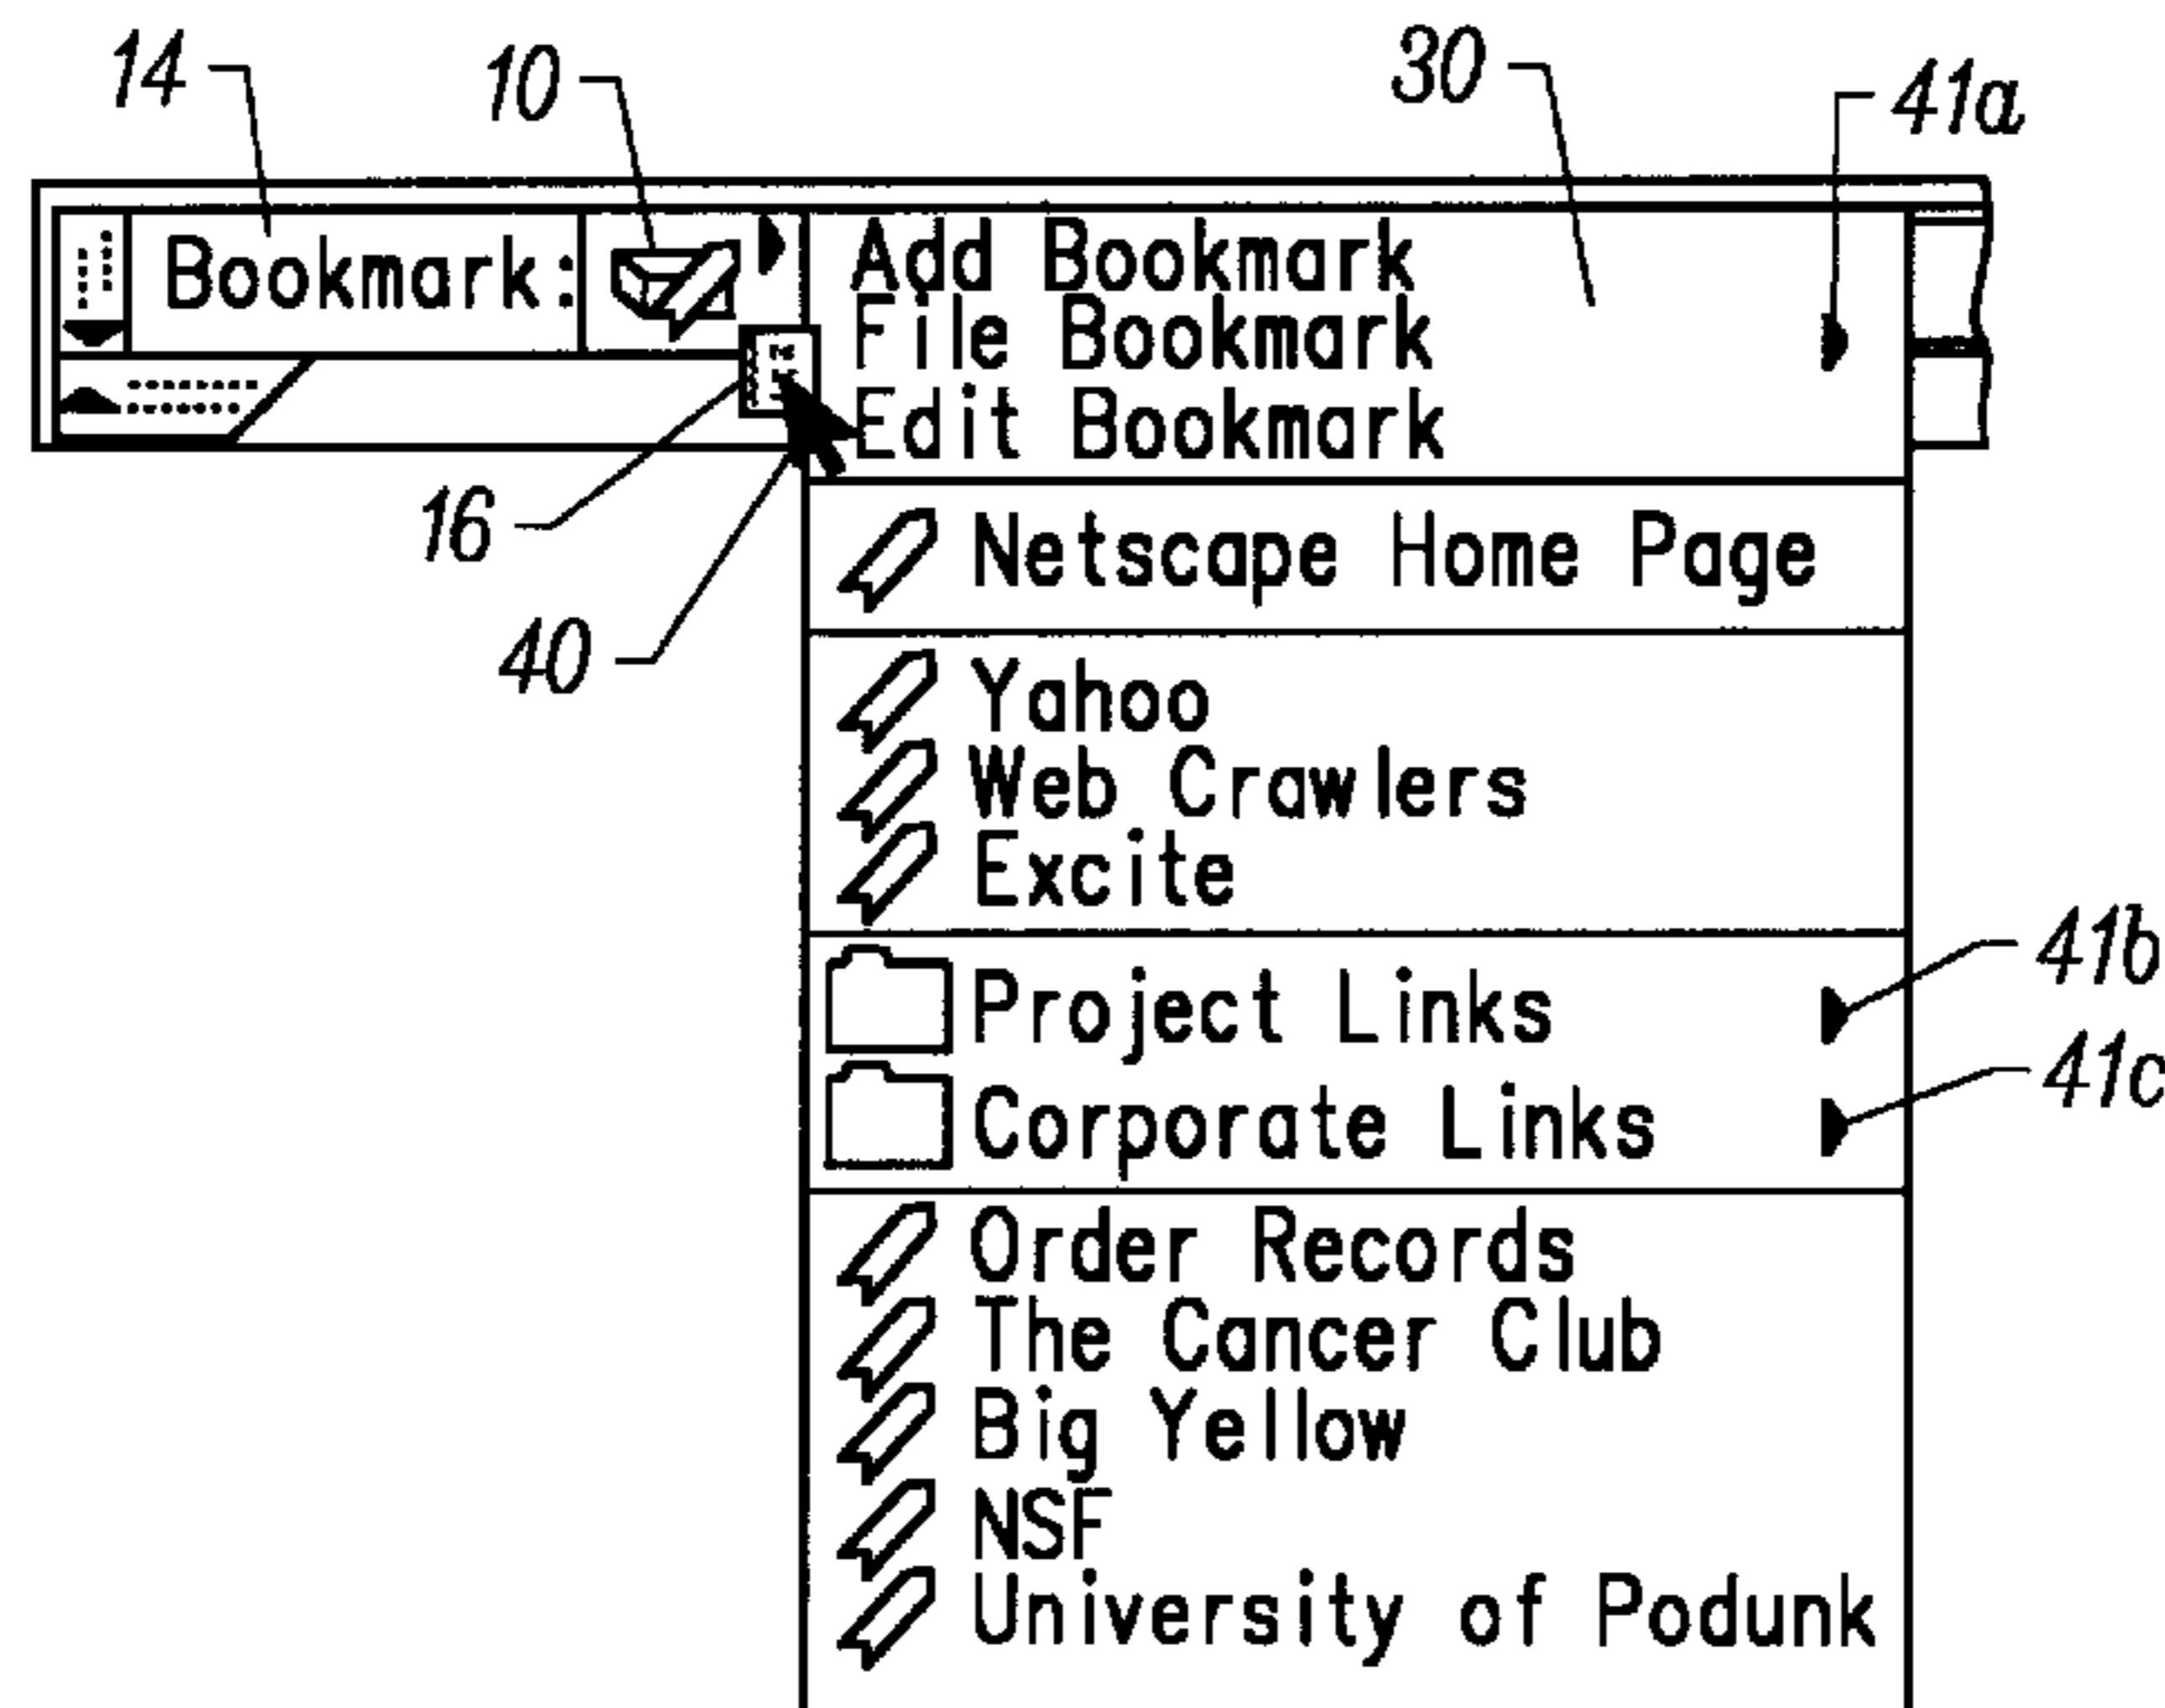 14 10 30 41a
Bookmark: Add Bookmark
File Bookmark
Edit Bookmark
16
Netscape Home Page
40
Yahoo
Web Crawlers
Excite
41b
Project Links
41c
Corporate Links
Order Records
The Cancer Club
Big Yellow
NSF
University of Podunk